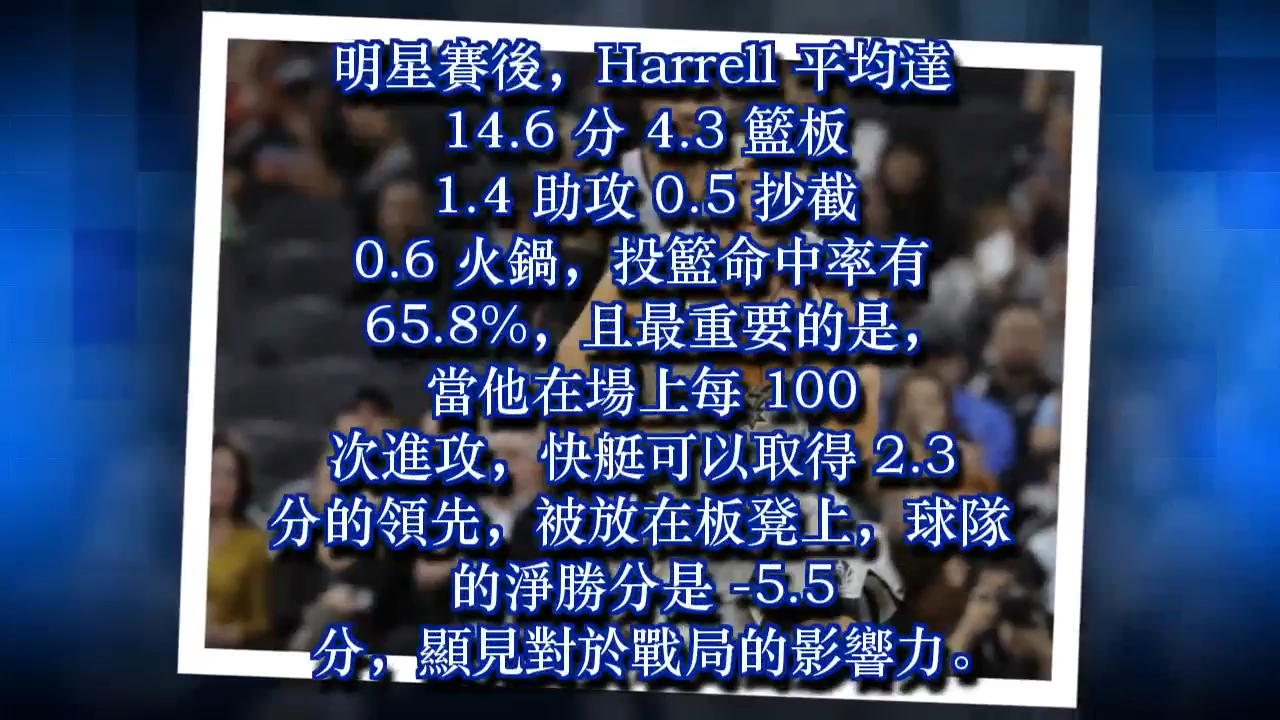 明星賽後，Harrell 平均達
14.6 分 4.3 籃板
1.4 助攻 0.5 抄截
0.6 火鍋，投籃命中率有
65.8%，且最重要的是，
當他在場上每 100
次進攻，快艇可以取得 2.3
分的領先，被放在板凳上，球隊
的淨勝分是 -5.5
分，顯見對於戰局的影響力。